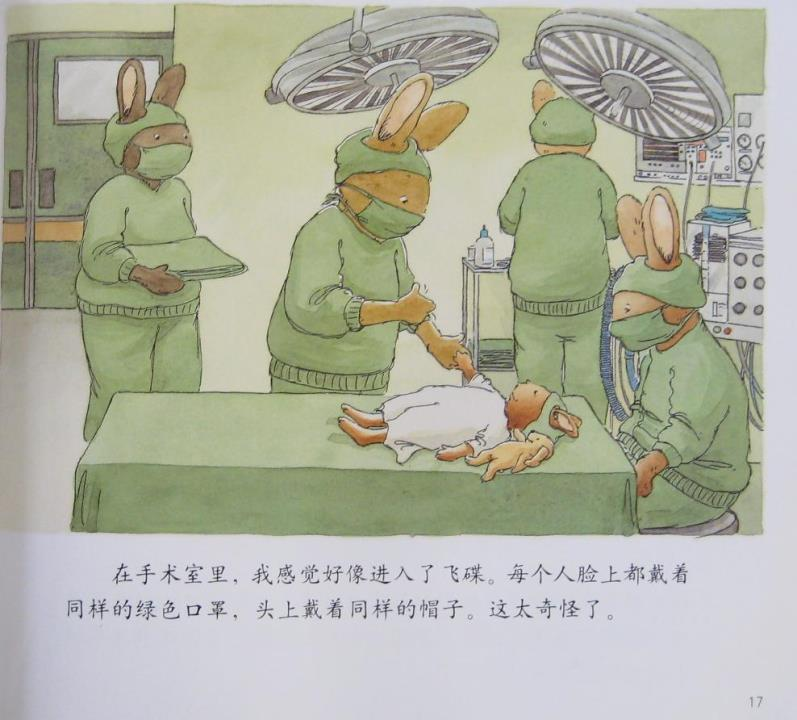 在手术室里，我感觉好像进入了飞碟。每个人脸上都戴着
同样的绿色口罩，头上戴着同样的帽子。这太奇怪了。
17